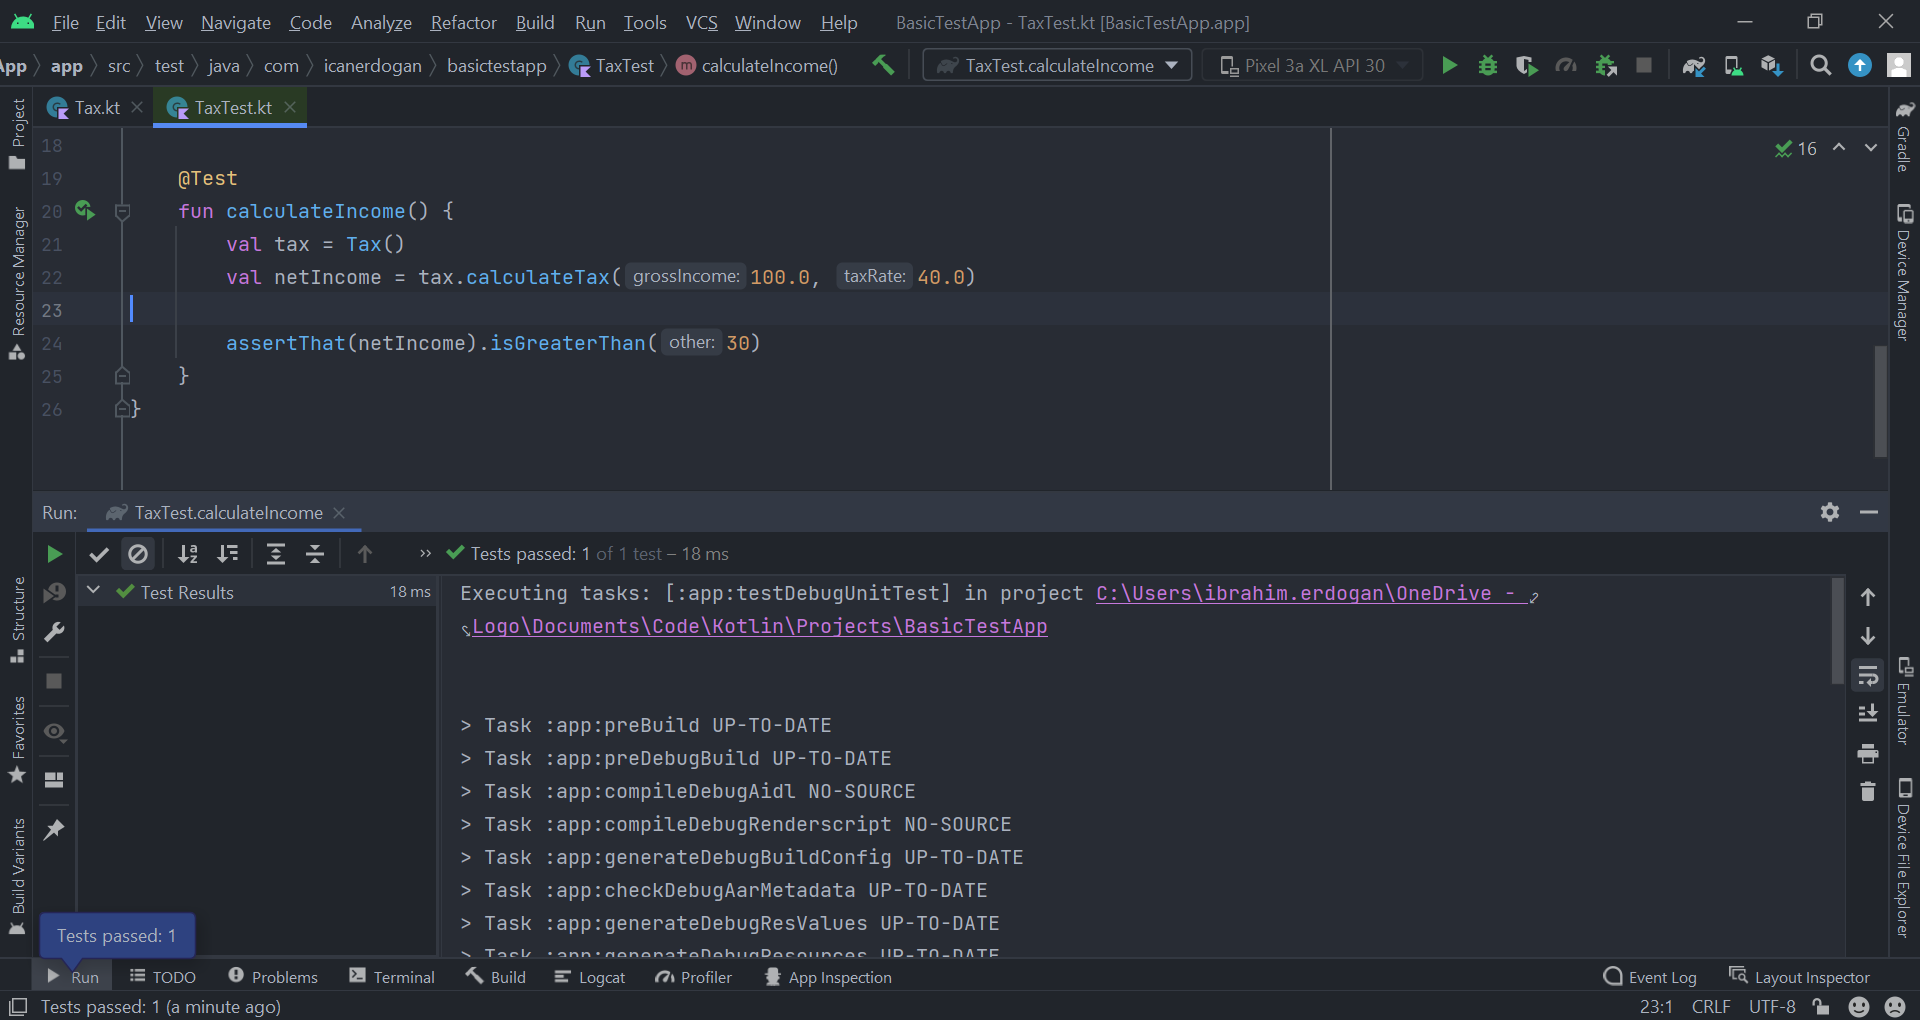 File Edit View Navigate Code Analyze Refactor Build Run Tools VCS Window Help BasicTestApp - TaxTest.kt [BasicTestApp.app]
App app src test java com icanerdogan basictestapp TaxTest m calculateIncome() TaxTest.calculateIncome Pixel 3a XL API 30
Tax.kt TaxTest.kt
Project
Resource Manager
Structure
Favorites
Build Variants
18
16
19 @Test
20 fun calculateIncome() {
21 val tax = Tax()
22 val netIncome = tax.calculateTax( grossIncome: 100.0, taxRate: 40.0)
23
24 assertThat(netIncome).isGreaterThan( other: 30)
25 }
26 }
Gradle
Device Manager
Emulator
Device File Explorer
Run: TaxTest.calculateIncome
Tests passed: 1 of 1 test – 18 ms
Test Results 18 ms
Executing tasks: [:app:testDebugUnitTest] in project C:\Users\ibrahim.erdogan\OneDrive -
Logo\Documents\Code\Kotlin\Projects\BasicTestApp
> Task :app:preBuild UP-TO-DATE
> Task :app:preDebugBuild UP-TO-DATE
> Task :app:compileDebugAidl NO-SOURCE
> Task :app:compileDebugRenderscript NO-SOURCE
> Task :app:generateDebugBuildConfig UP-TO-DATE
> Task :app:checkDebugAarMetadata UP-TO-DATE
> Task :app:generateDebugResValues UP-TO-DATE
> Task :app:generateDebugResources UP-TO-DATE
Tests passed: 1
Run TODO Problems Terminal Build Logcat Profiler App Inspection Event Log Layout Inspector
Tests passed: 1 (a minute ago) 23:1 CRLF UTF-8